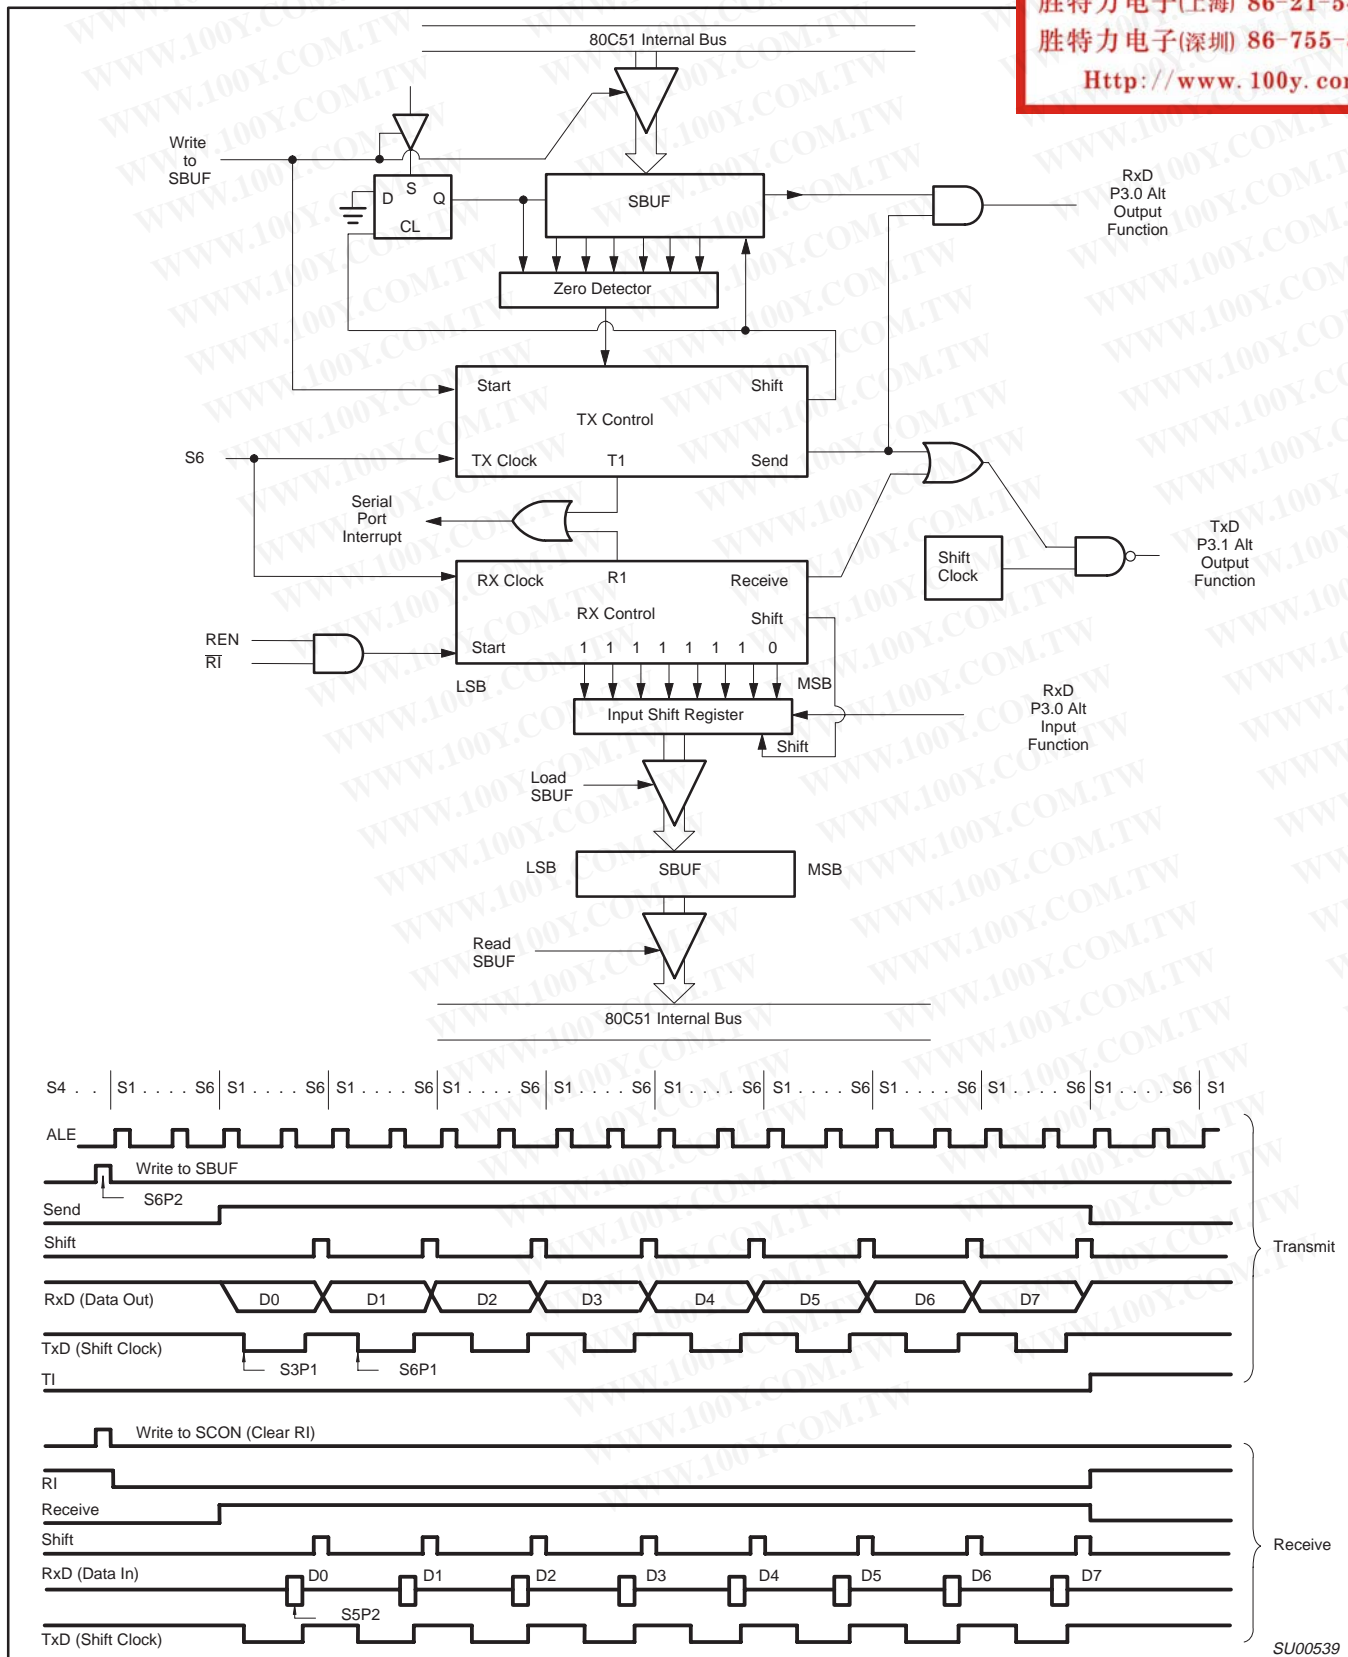 胜特力电子(上海) 86-21-5
胜特力电子(深圳) 86-755-
Http://www.100y.co
80C51 Internal Bus
Write
to
SBUF
D
S
Q
CL
SBUF
RxD
P3.0 Alt
Output
Function
Zero Detector
Start
Shift
TX Control
S6
TX Clock
T1
Send
Serial
Port
Interrupt
TxD
P3.1 Alt
Output
Function
Shift
Clock
RX Clock
R1
Receive
RX Control
Shift
REN
RI
Start
1 1 1 1 1 1 1 0
LSB
MSB
RxD
P3.0 Alt
Input
Function
Input Shift Register
Shift
Load
SBUF
LSB
SBUF
MSB
Read
SBUF
80C51 Internal Bus
S4 . . S1 . . . . S6 S1 . . . . S6 S1 . . . . S6 S1 . . . . S6 S1 . . . . S6 S1 . . . . S6 S1 . . . . S6 S1 . . . . S6 S1 . . . . S6 S1 . . . . S6 S1
ALE
Write to SBUF
S6P2
Send
Shift
Transmit
RxD (Data Out)
D0 D1 D2 D3 D4 D5 D6 D7
TxD (Shift Clock)
S3P1
S6P1
TI
Write to SCON (Clear RI)
RI
Receive
Shift
Receive
RxD (Data In)
D0 D1 D2 D3 D4 D5 D6 D7
S5P2
TxD (Shift Clock)
SU00539
WWW.100Y.COM.TW